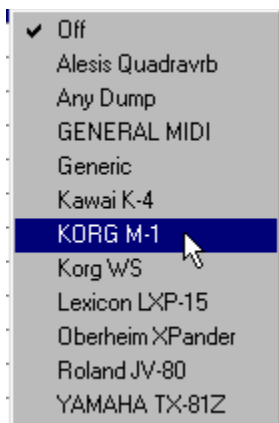 Off
Alesis Quadravrb
Any Dump
GENERAL MIDI
Generic
Kawai K-4
KORG M-1
Korg WS
Lexicon LXP-15
Oberheim XPander
Roland JV-80
YAMAHA TX-81Z